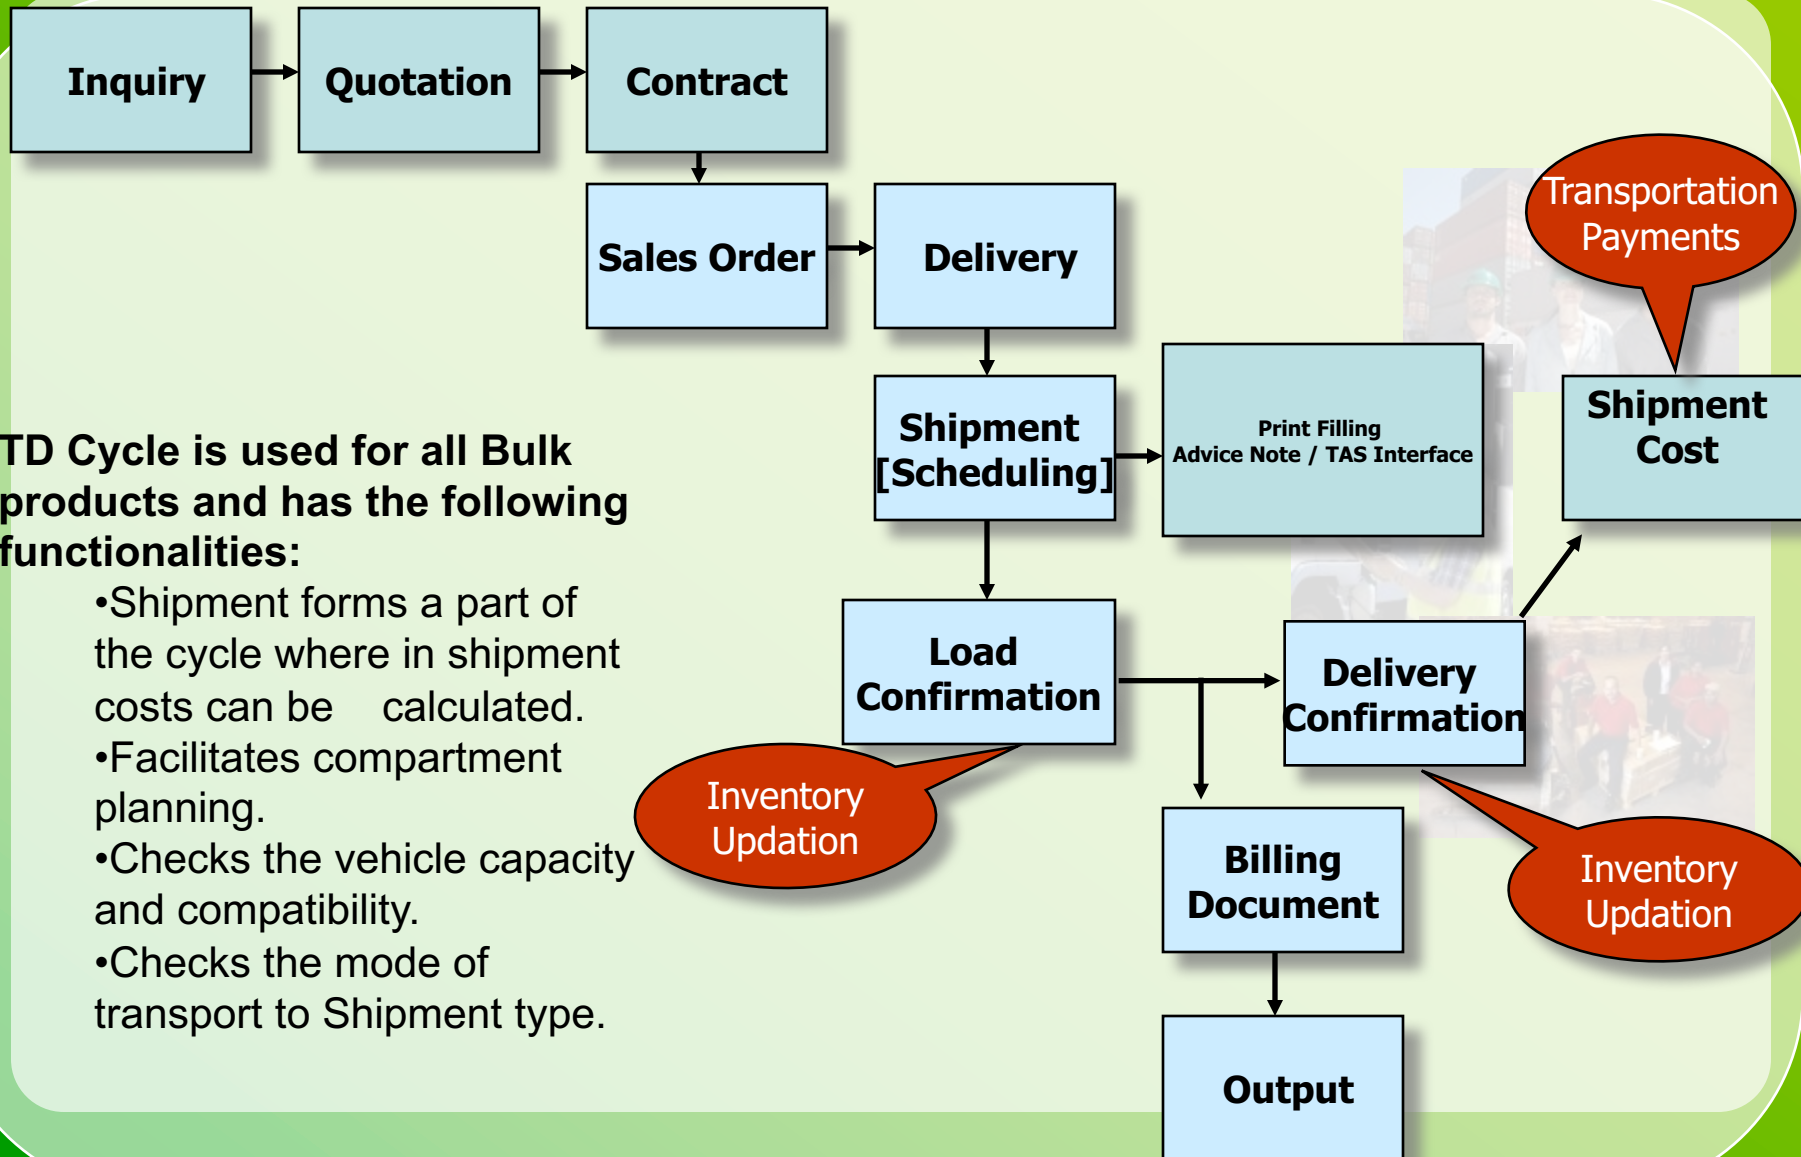 Inquiry
Quotation
Contract
Sales Order
Delivery
Transportation
Payments
Shipment
[Scheduling]
Print Filling
Advice Note / TAS Interface
Shipment
Cost
TD Cycle is used for all Bulk
products and has the following
functionalities:
•Shipment forms a part of
the cycle where in shipment
costs can be calculated.
•Facilitates compartment
planning.
•Checks the vehicle capacity
and compatibility.
•Checks the mode of
transport to Shipment type.
Load
Confirmation
Delivery
Confirmation
Inventory
Updation
Billing
Document
Inventory
Updation
Output